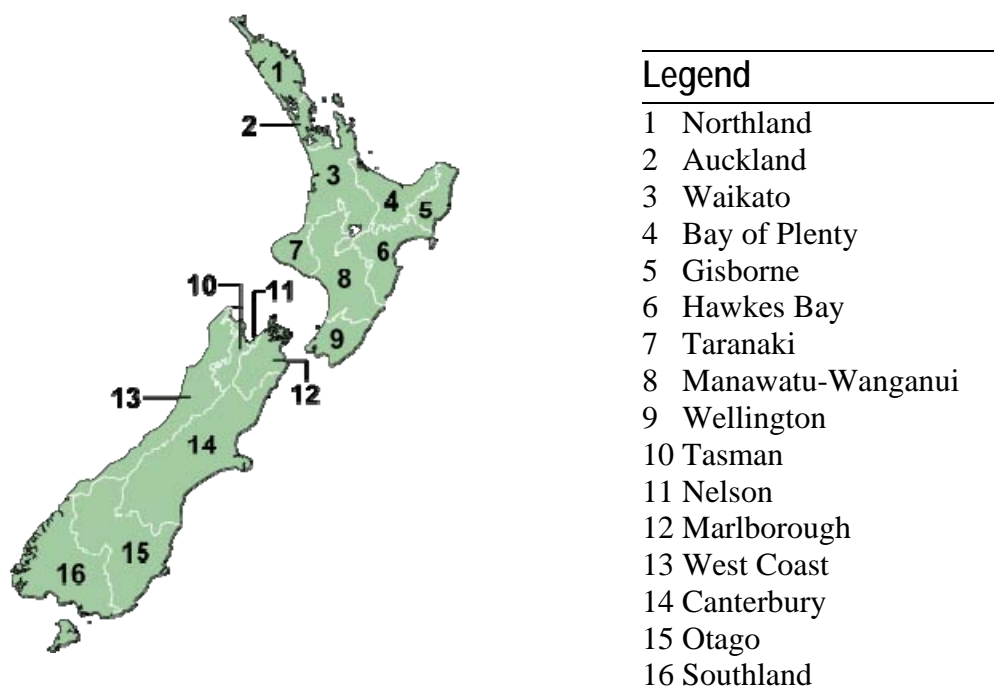 1
2
3
4
5
6
7
8
9
10
11
12
13
14
15
16
Legend
1 Northland
2 Auckland
3 Waikato
4 Bay of Plenty
5 Gisborne
6 Hawkes Bay
7 Taranaki
8 Manawatu-Wanganui
9 Wellington
10 Tasman
11 Nelson
12 Marlborough
13 West Coast
14 Canterbury
15 Otago
16 Southland